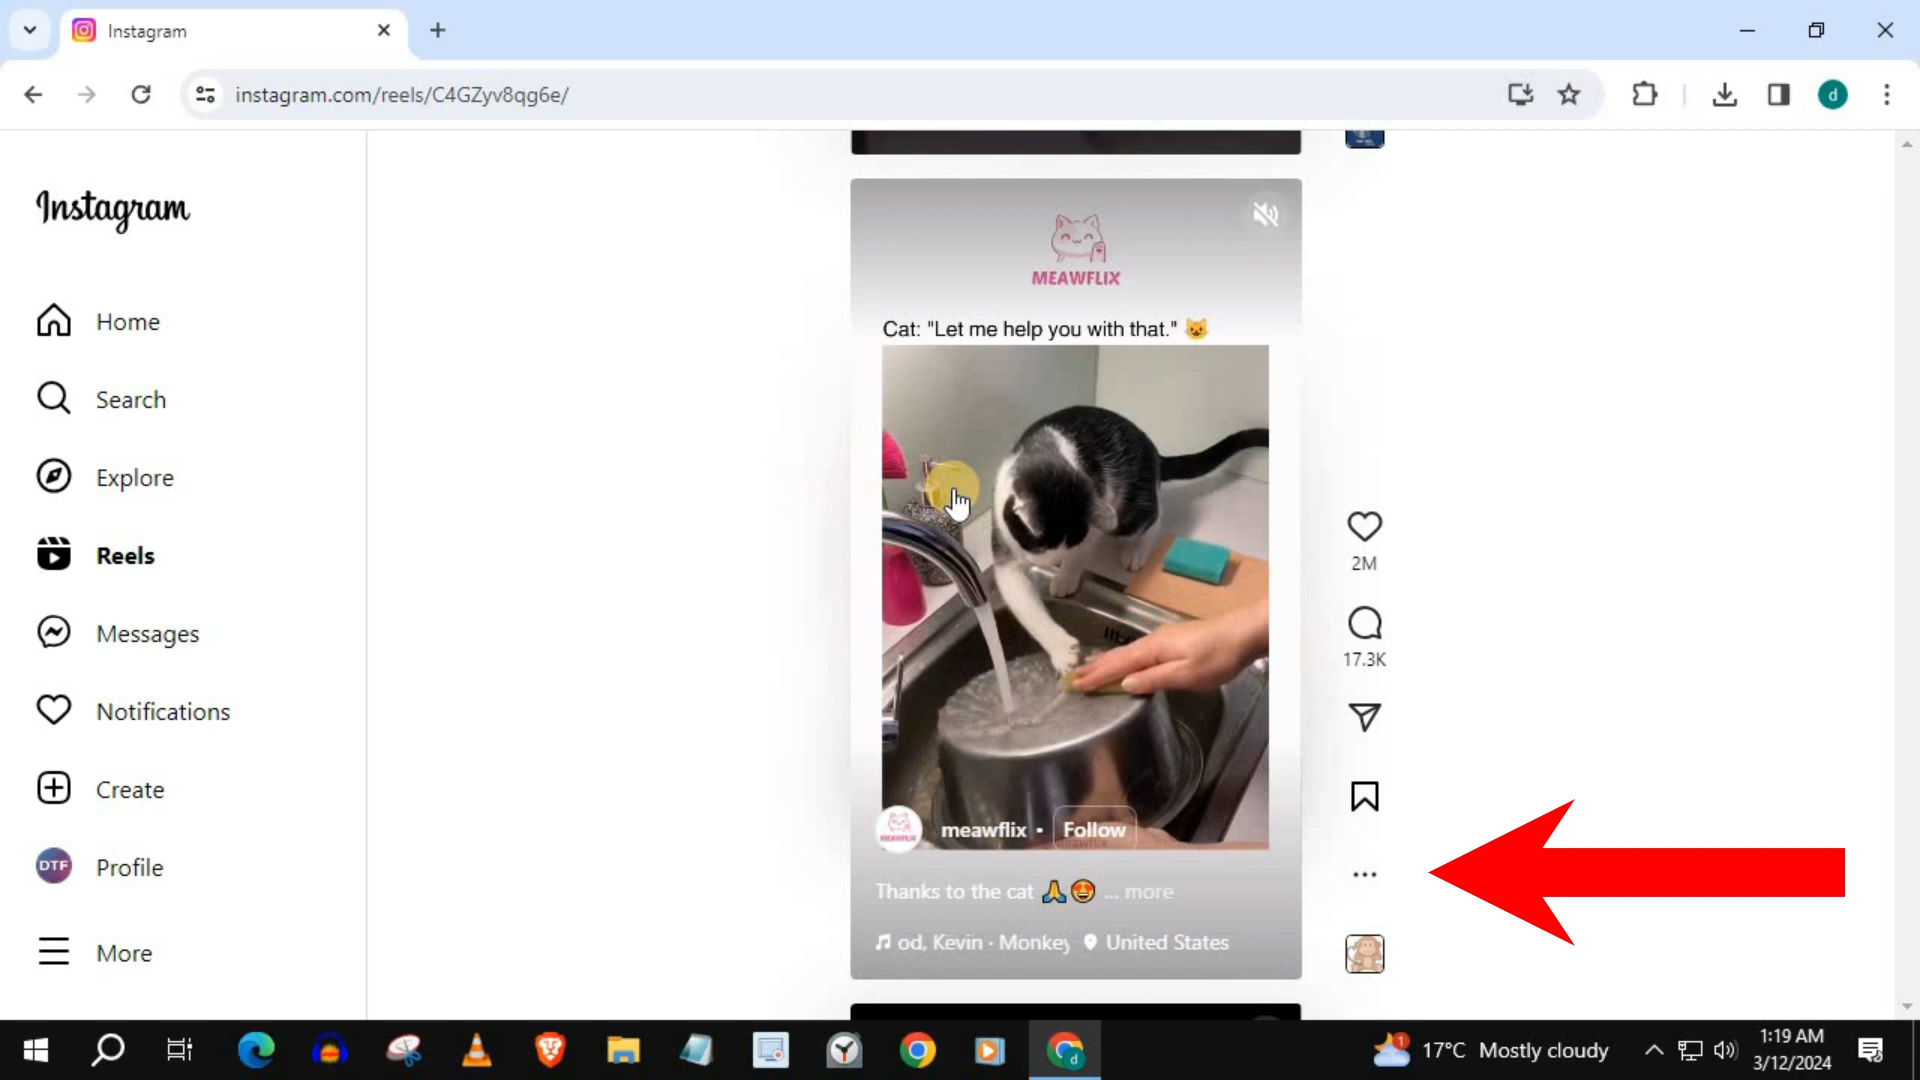 Instagram
instagram.com/reels/C4GZyv8qg6e/
d
Instagram
Home
Search
Explore
Reels
Messages
Notifications
Create
DTF
Profile
More
MEAWFLIX
Cat: "Let me help you with that." 😺
meawflix • Follow
Thanks to the cat 🙏😍 ... more
od, Kevin · Monkey United States
2M
17.3K
d
1
17°C Mostly cloudy
1:19 AM
3/12/2024